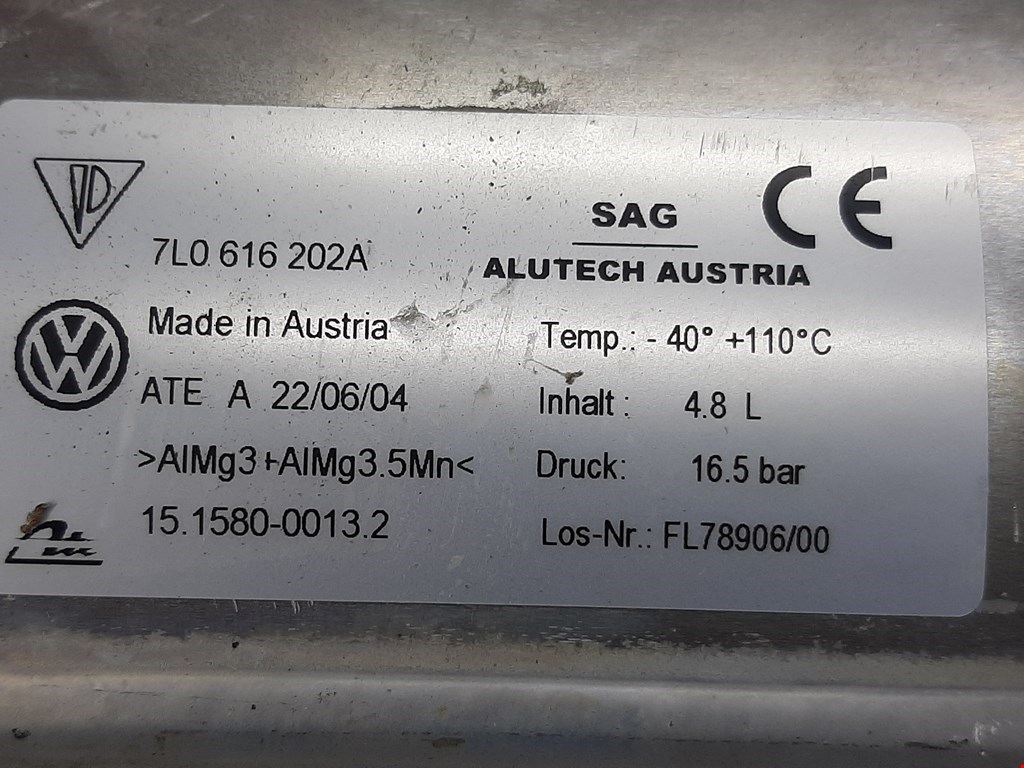 7L0 616 202A
Made in Austria
ATE A 22/06/04
>AlMg3+AlMg3.5Mn<
15.1580-0013.2
SAG
ALUTECH AUSTRIA
CE
Temp.: - 40° +110°C
Inhalt : 4.8 L
Druck: 16.5 bar
Los-Nr.: FL78906/00